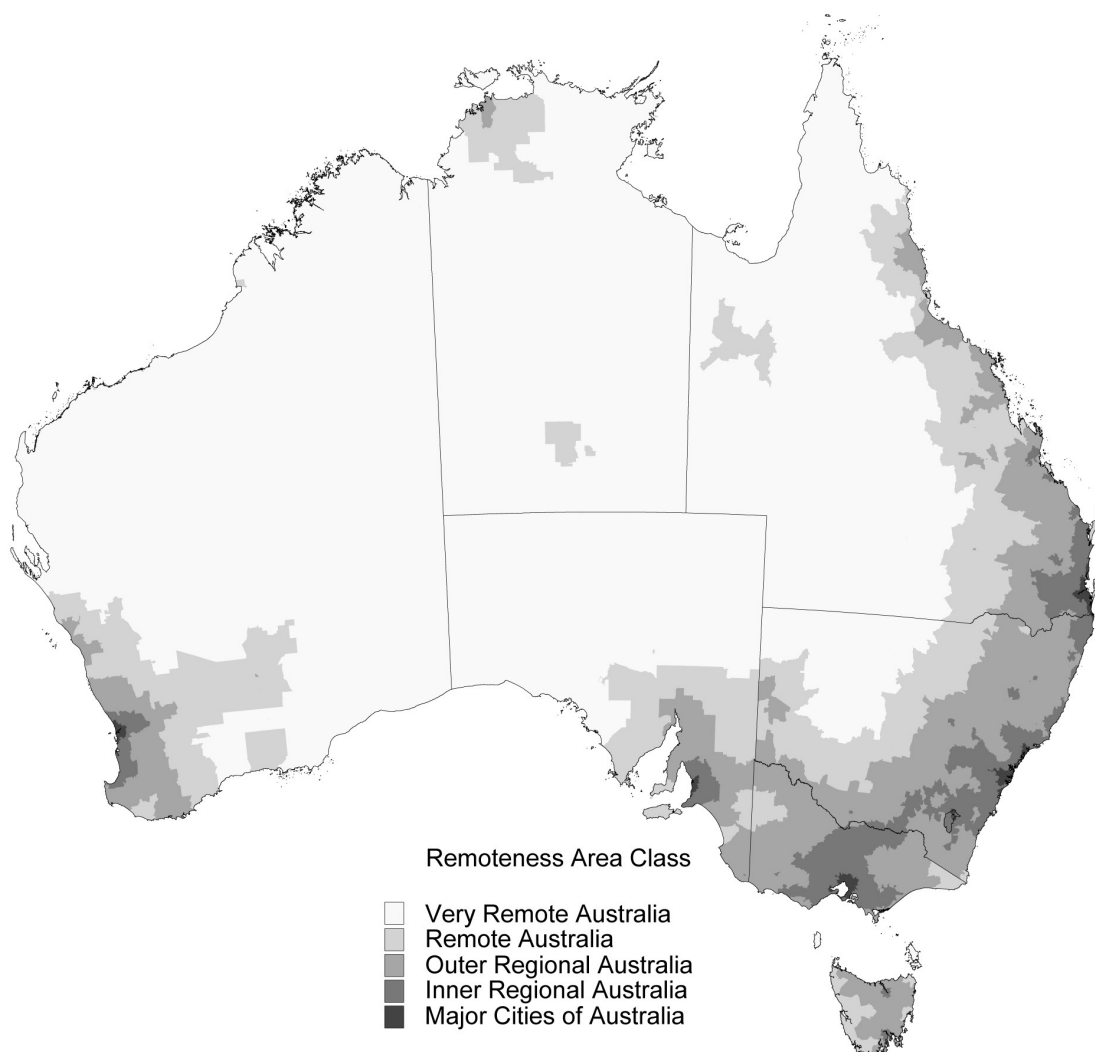 Remoteness Area Class
Very Remote Australia
Remote Australia
Outer Regional Australia
Inner Regional Australia
Major Cities of Australia